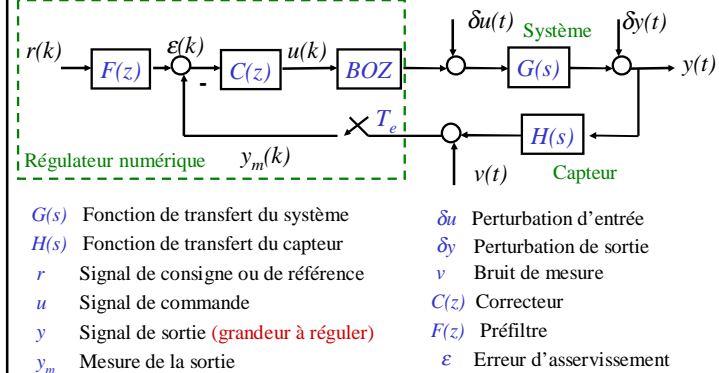 δu(t)
Système
δy(t)
r(k)
F(z)
ε(k)
-
C(z)
u(k)
BOZ
G(s)
y(t)
T_e
H(s)
Régulateur numérique
y_m(k)
v(t)
Capteur
G(s) Fonction de transfert du système
H(s) Fonction de transfert du capteur
r Signal de consigne ou de référence
u Signal de commande
y Signal de sortie (grandeur à réguler)
y_m Mesure de la sortie
δu Perturbation d'entrée
δy Perturbation de sortie
v Bruit de mesure
C(z) Correcteur
F(z) Préfiltre
ε Erreur d'asservissement